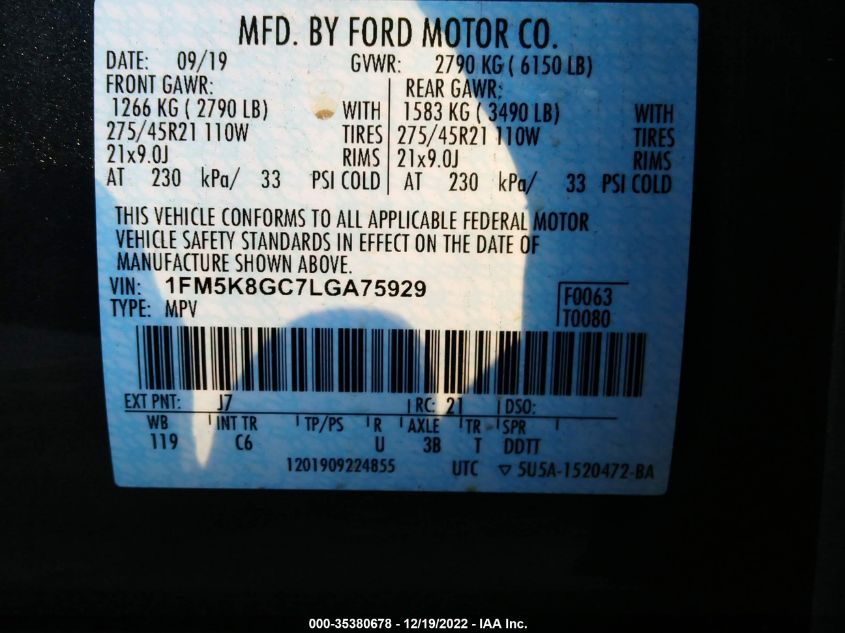 MFD. BY FORD MOTOR CO.
DATE: 09/19 GVWR: 2790 KG ( 6150 LB)
FRONT GAWR: REAR GAWR:
1266 KG ( 2790 LB) WITH 1583 KG ( 3490 LB) WITH
275/45R21 110W TIRES 275/45R21 110W TIRES
21x9.0J RIMS 21x9.0J RIMS
AT 230 kPa/ 33 PSI COLD AT 230 kPa/ 33 PSI COLD
THIS VEHICLE CONFORMS TO ALL APPLICABLE FEDERAL MOTOR
VEHICLE SAFETY STANDARDS IN EFFECT ON THE DATE OF
MANUFACTURE SHOWN ABOVE.
VIN: 1FM5K8GC7LGA75929 F0063
TYPE: MPV T0080
EXT PNT: J7 RC: 21 DSO:
WB INT TR TP/PS R AXLE TR SPR
119 C6 U 3B T DDTT
1201909224855 UTC ▽ 5U5A-1520472-BA
000-35380678 - 12/19/2022 - IAA Inc.